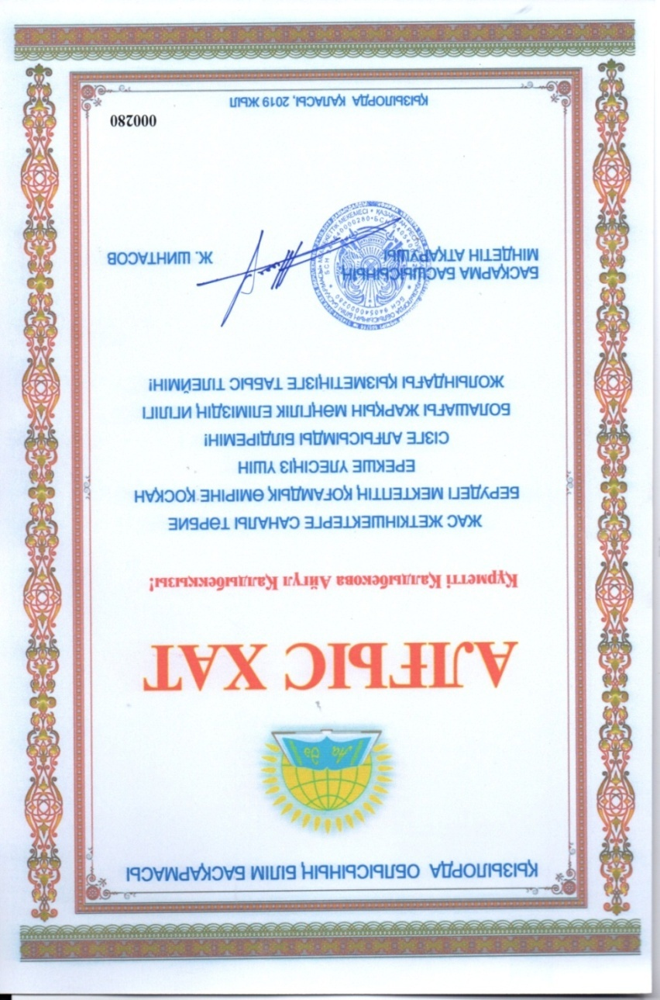 ҚЫЗЫЛОРДА ОБЛЫСЫНЫҢ БІЛІМ БАСҚАРМАСЫ
Аа Әә
АЛҒЫС ХАТ
Құрметті Қалдыбекова Айгүл Қалдыбекқызы!
ЖАС ЖЕТКІНШЕКТЕРГЕ САНАЛЫ ТӘРБИЕ
БЕРУДЕГІ МЕКТЕПТІҢ ҚОҒАМДЫҚ ӨМІРІНЕ ҚОСҚАН
ЕРЕКШЕ ҮЛЕСІҢІЗ ҮШІН
СІЗГЕ АЛҒЫСЫМДЫ БІЛДІРЕМІН!
БОЛАШАҒЫ ЖАРҚЫН МӘҢГІЛІК ЕЛІМІЗДІҢ ИГІЛІГІ
ЖОЛЫНДАҒЫ ҚЫЗМЕТІҢІЗГЕ ТАБЫС ТІЛЕЙМІН!
БАСҚАРМА БАСШЫСЫНЫҢ
МІНДЕТІН АТҚАРУШЫ
Ж. ШИНТАСОВ
000280
ҚЫЗЫЛОРДА ҚАЛАСЫ, 2019 ЖЫЛ